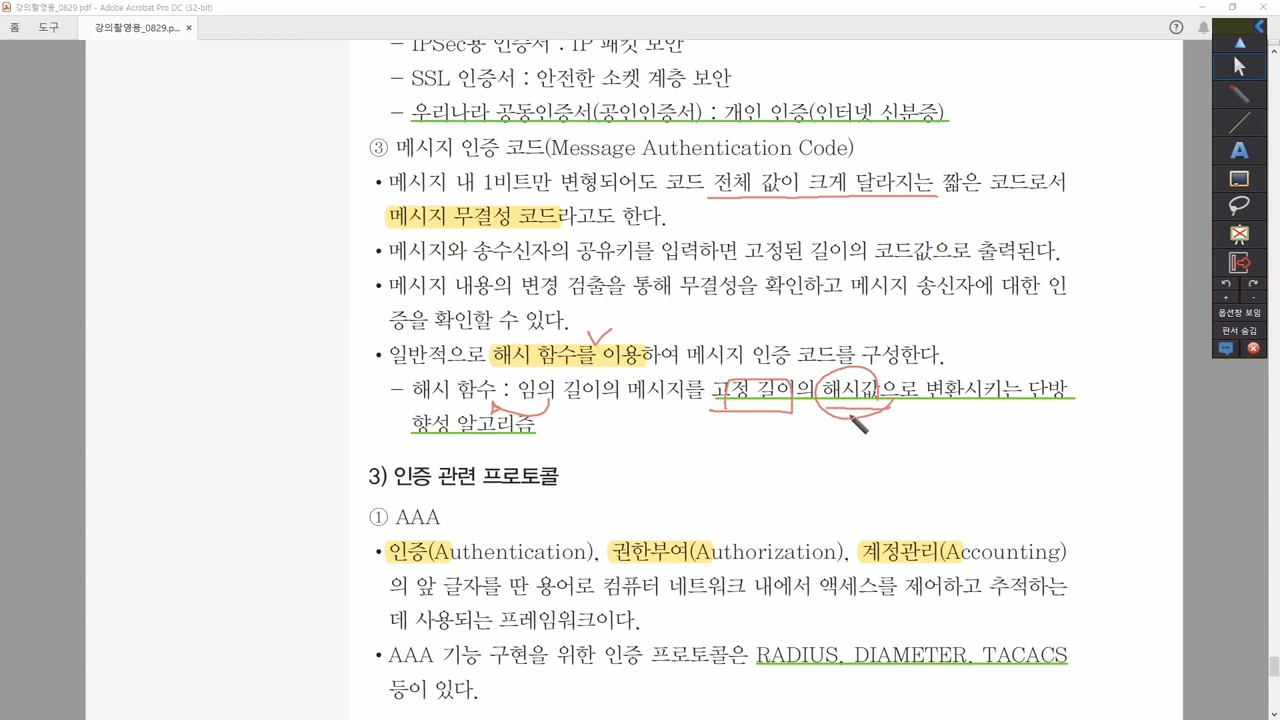 강의촬영용_0829.pdf - Adobe Acrobat Pro DC (32-bit)
홈 도구 강의촬영용_0829.p... ×
- IPSec용 인증서 : IP 패킷 보안
- SSL 인증서 : 안전한 소켓 계층 보안
- 우리나라 공동인증서(공인인증서) : 개인 인증(인터넷 신분증)
③ 메시지 인증 코드(Message Authentication Code)
• 메시지 내 1비트만 변형되어도 코드 전체 값이 크게 달라지는 짧은 코드로서
메시지 무결성 코드라고도 한다.
• 메시지와 송수신자의 공유키를 입력하면 고정된 길이의 코드값으로 출력된다.
• 메시지 내용의 변경 검출을 통해 무결성을 확인하고 메시지 송신자에 대한 인
증을 확인할 수 있다.
• 일반적으로 해시 함수를 이용하여 메시지 인증 코드를 구성한다.
- 해시 함수 : 임의 길이의 메시지를 고정 길이의 해시값으로 변환시키는 단방
향성 알고리즘
3) 인증 관련 프로토콜
① AAA
• 인증(Authentication), 권한부여(Authorization), 계정관리(Accounting)
의 앞 글자를 딴 용어로 컴퓨터 네트워크 내에서 액세스를 제어하고 추적하는
데 사용되는 프레임워크이다.
• AAA 기능 구현을 위한 인증 프로토콜은 RADIUS, DIAMETER, TACACS
등이 있다.
A
+ -
옵션창 보임
판서 숨김